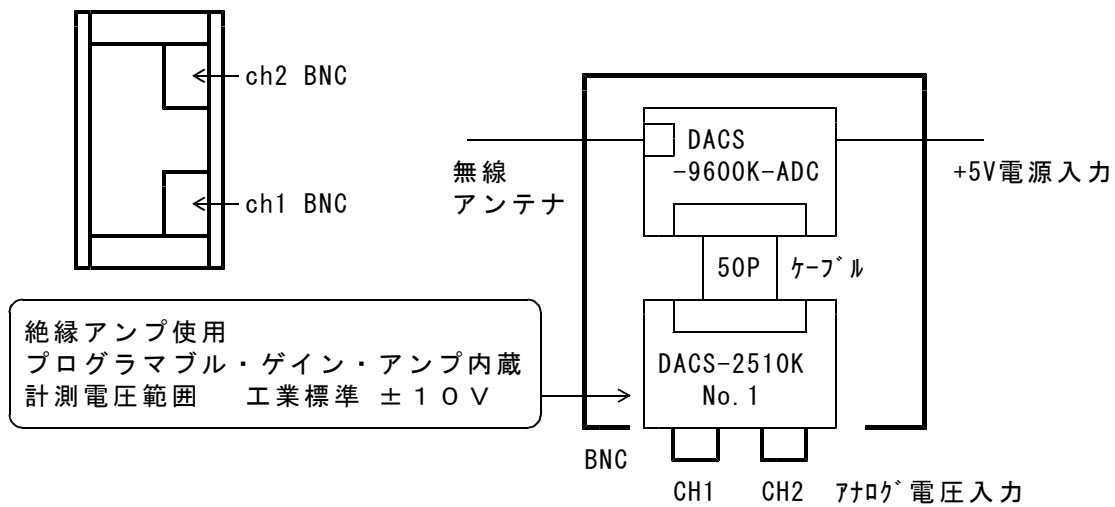 ch2 BNC
ch1 BNC
DACS
-9600K-ADC
無線
アンテナ
+5V電源入力
50P ｹｰﾌﾞﾙ
絶縁アンプ使用
プログラマブル・ゲイン・アンプ内蔵
計測電圧範囲 工業標準 ±１０Ｖ
DACS-2510K
No.1
BNC
CH1 CH2 ｱﾅﾛｸﾞ電圧入力